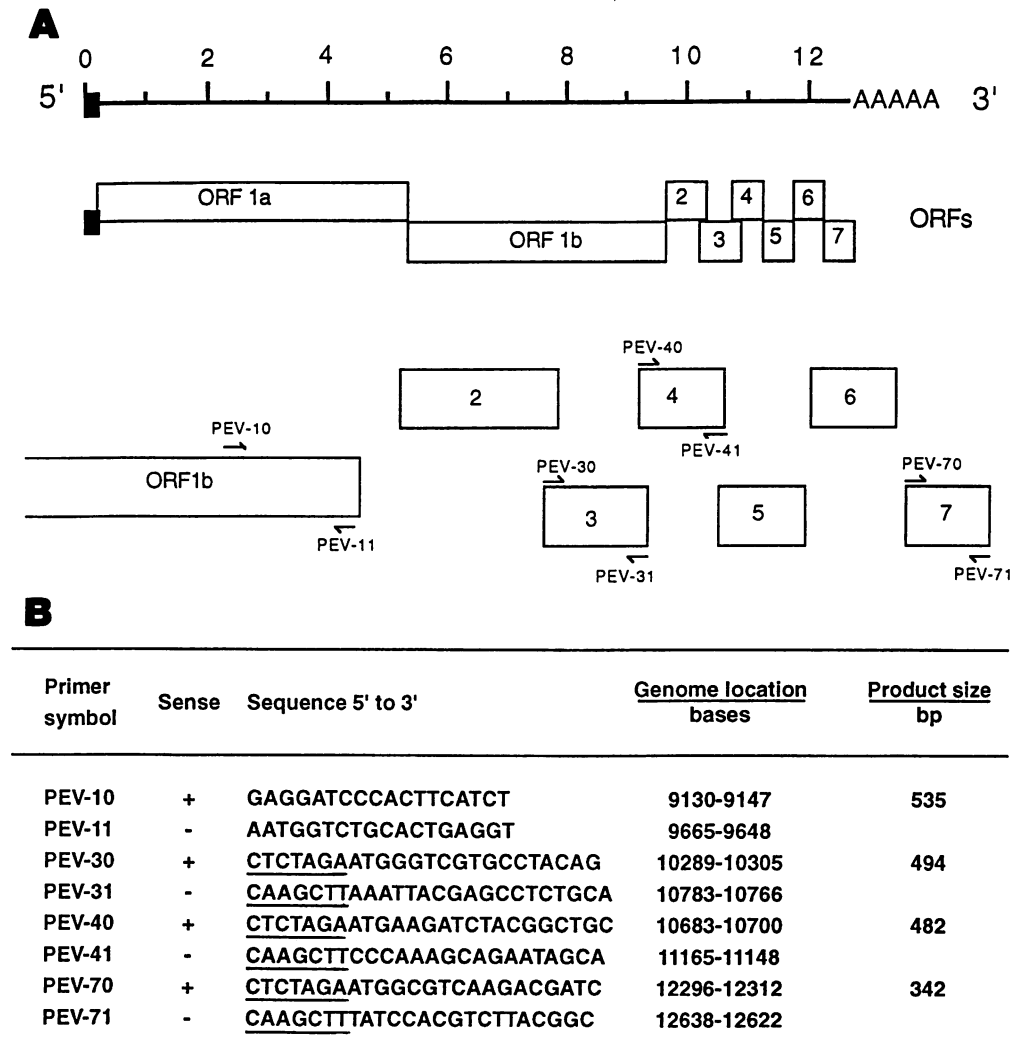 A
0 2 4 6 8 10 12
5' AAAAA 3'
ORF 1a 2 4 6
ORF 1b 3 5 7 ORFs
PEV-40
2 4 6
PEV-10 PEV-41
PEV-30 PEV-70
ORF1b 3 5 7
PEV-11 PEV-31 PEV-71
B
Primer symbol Sense Sequence 5' to 3' Genome location bases Product size bp
PEV-10 + GAGGATCCCACTTCATCT 9130-9147 535
PEV-11 - AATGGTCTGCACTGAGGT 9665-9648
PEV-30 + CTCTAGAATGGGTCGTGCCTACAG 10289-10305 494
PEV-31 - CAAGCTTAAATTACGAGCCTCTGCA 10783-10766
PEV-40 + CTCTAGAATGAAGATCTACGGCTGC 10683-10700 482
PEV-41 - CAAGCTTCCCAAAGCAGAATAGCA 11165-11148
PEV-70 + CTCTAGAATGGCGTCAAGACGATC 12296-12312 342
PEV-71 - CAAGCTTTATCCACGTCTTACGGC 12638-12622